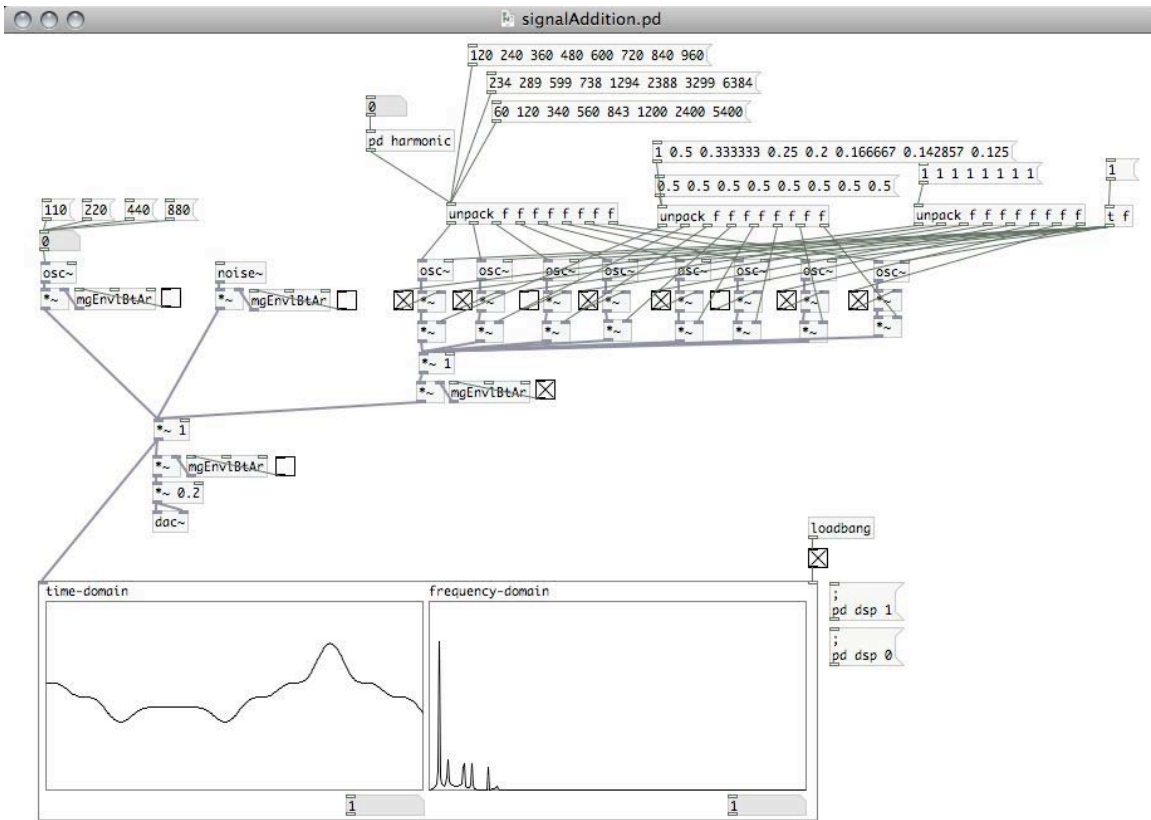 signalAddition.pd
120 240 360 480 600 720 840 960
234 289 599 738 1294 2388 3299 6384
0
60 120 340 560 843 1200 2400 5400
pd harmonic
1 0.5 0.333333 0.25 0.2 0.166667 0.142857 0.125
1 1 1 1 1 1 1 1
1
0.5 0.5 0.5 0.5 0.5 0.5 0.5 0.5
110 220 440 880
unpack f f f f f f f f
unpack f f f f f f f f
unpack f f f f f f f f
t f
0
osc~
noise~
osc~ osc~ osc~ osc~ osc~ osc~ osc~ osc~
*~ mgEnvlBtAr
*~ mgEnvlBtAr
*~ *~ *~ *~ *~ *~ *~ *~
*~ *~ *~ *~ *~ *~ *~ *~
*~ 1
*~ mgEnvlBtAr
*~ 1
*~ mgEnvlBtAr
*~ 0.2
dac~
loadbang
time-domain
frequency-domain
;
pd dsp 1
;
pd dsp 0
1
1